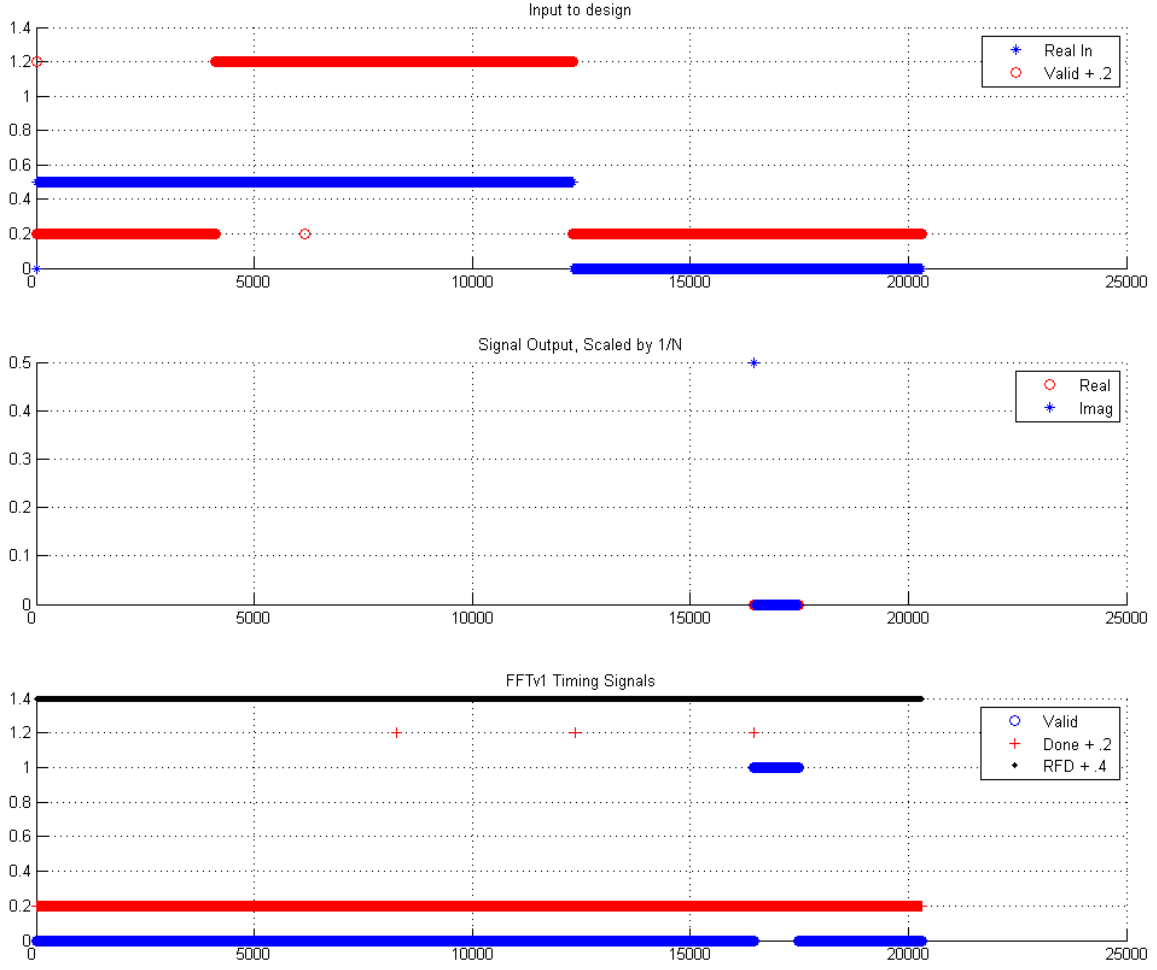 Input to design
1.4
1.2
1
0.8
0.6
0.4
0.2
0
0 5000 10000 15000 20000 25000
Real In
Valid + .2
Signal Output, Scaled by 1/N
0.5
0.4
0.3
0.2
0.1
0
0 5000 10000 15000 20000 25000
Real
Imag
FFTv1 Timing Signals
1.4
1.2
1
0.8
0.6
0.4
0.2
0
0 5000 10000 15000 20000 25000
Valid
Done + .2
RFD + .4